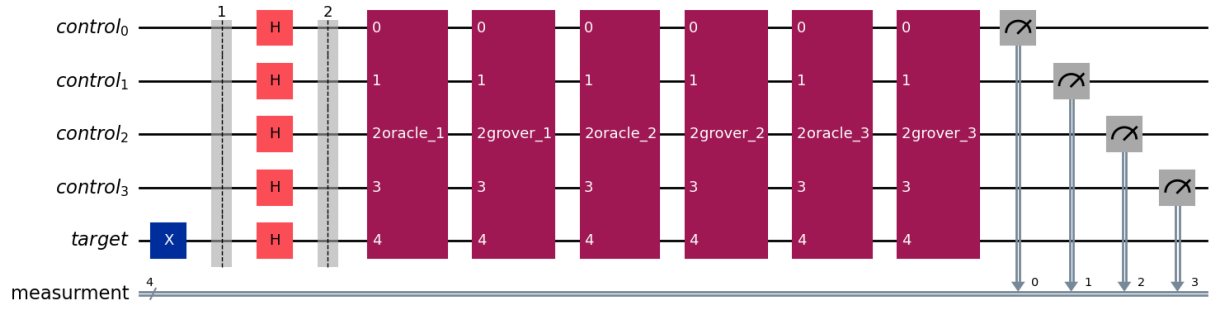 1 2
control0 H 0 0 0 0 0 0
control1 H 1 1 1 1 1 1
control2 H 2oracle_1 2grover_1 2oracle_2 2grover_2 2oracle_3 2grover_3
control3 H 3 3 3 3 3 3
target X H 4 4 4 4 4 4
measurment 4 0 1 2 3